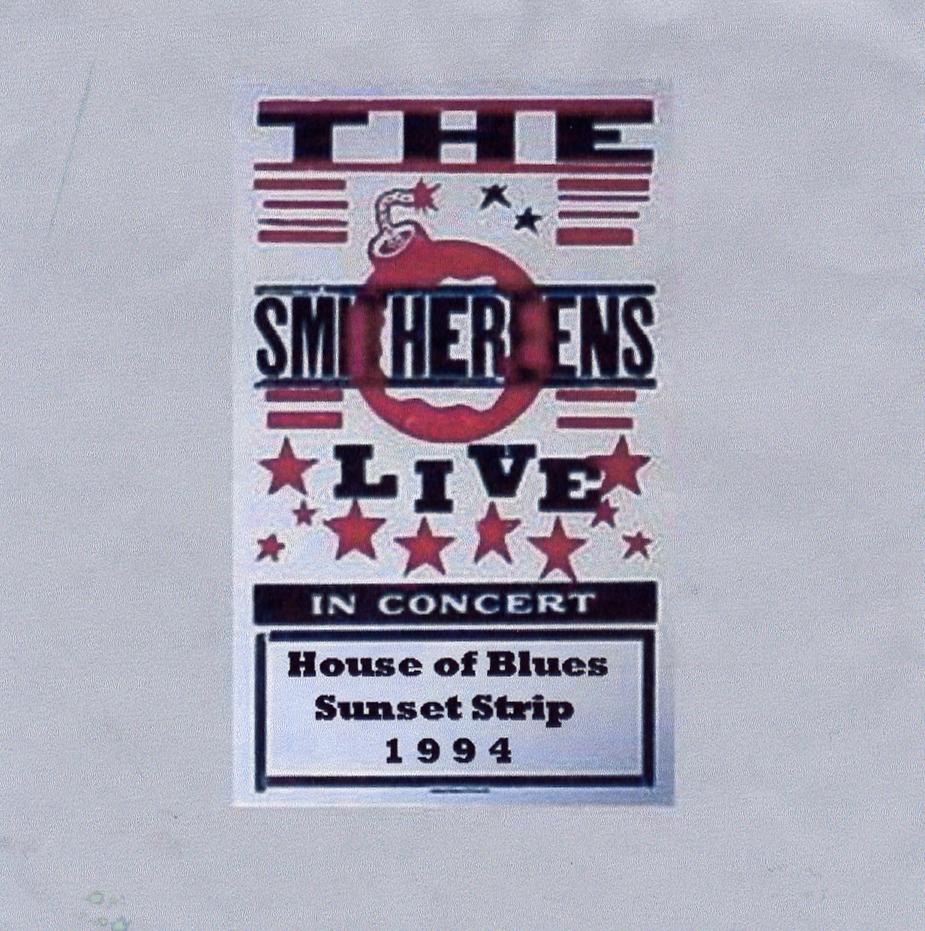 THE
SMITHEREENS
LIVE
IN CONCERT
House of Blues
Sunset Strip
1994